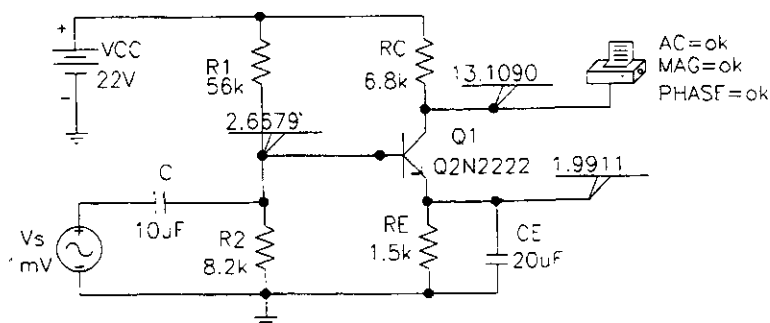 +
VCC
22V
-
R1
56k
RC
6.8k
13.1090
AC=ok
MAG=ok
PHASE=ok
2.6579
Q1
Q2N2222
1.9911
C
10uF
Vs
mV
+
-
R2
8.2k
RE
1.5k
CE
20uF